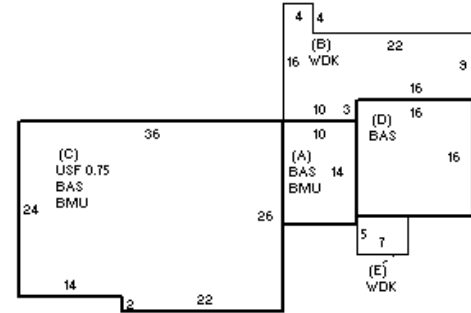 4 4
(B)
WDK
22
16
9
16
10 3
16
36
10
(D)
BAS
(C)
USF 0.75
BAS
BMU
(A)
BAS
BMU
14
16
24
26
5
7
14
2
22
(E)
WDK